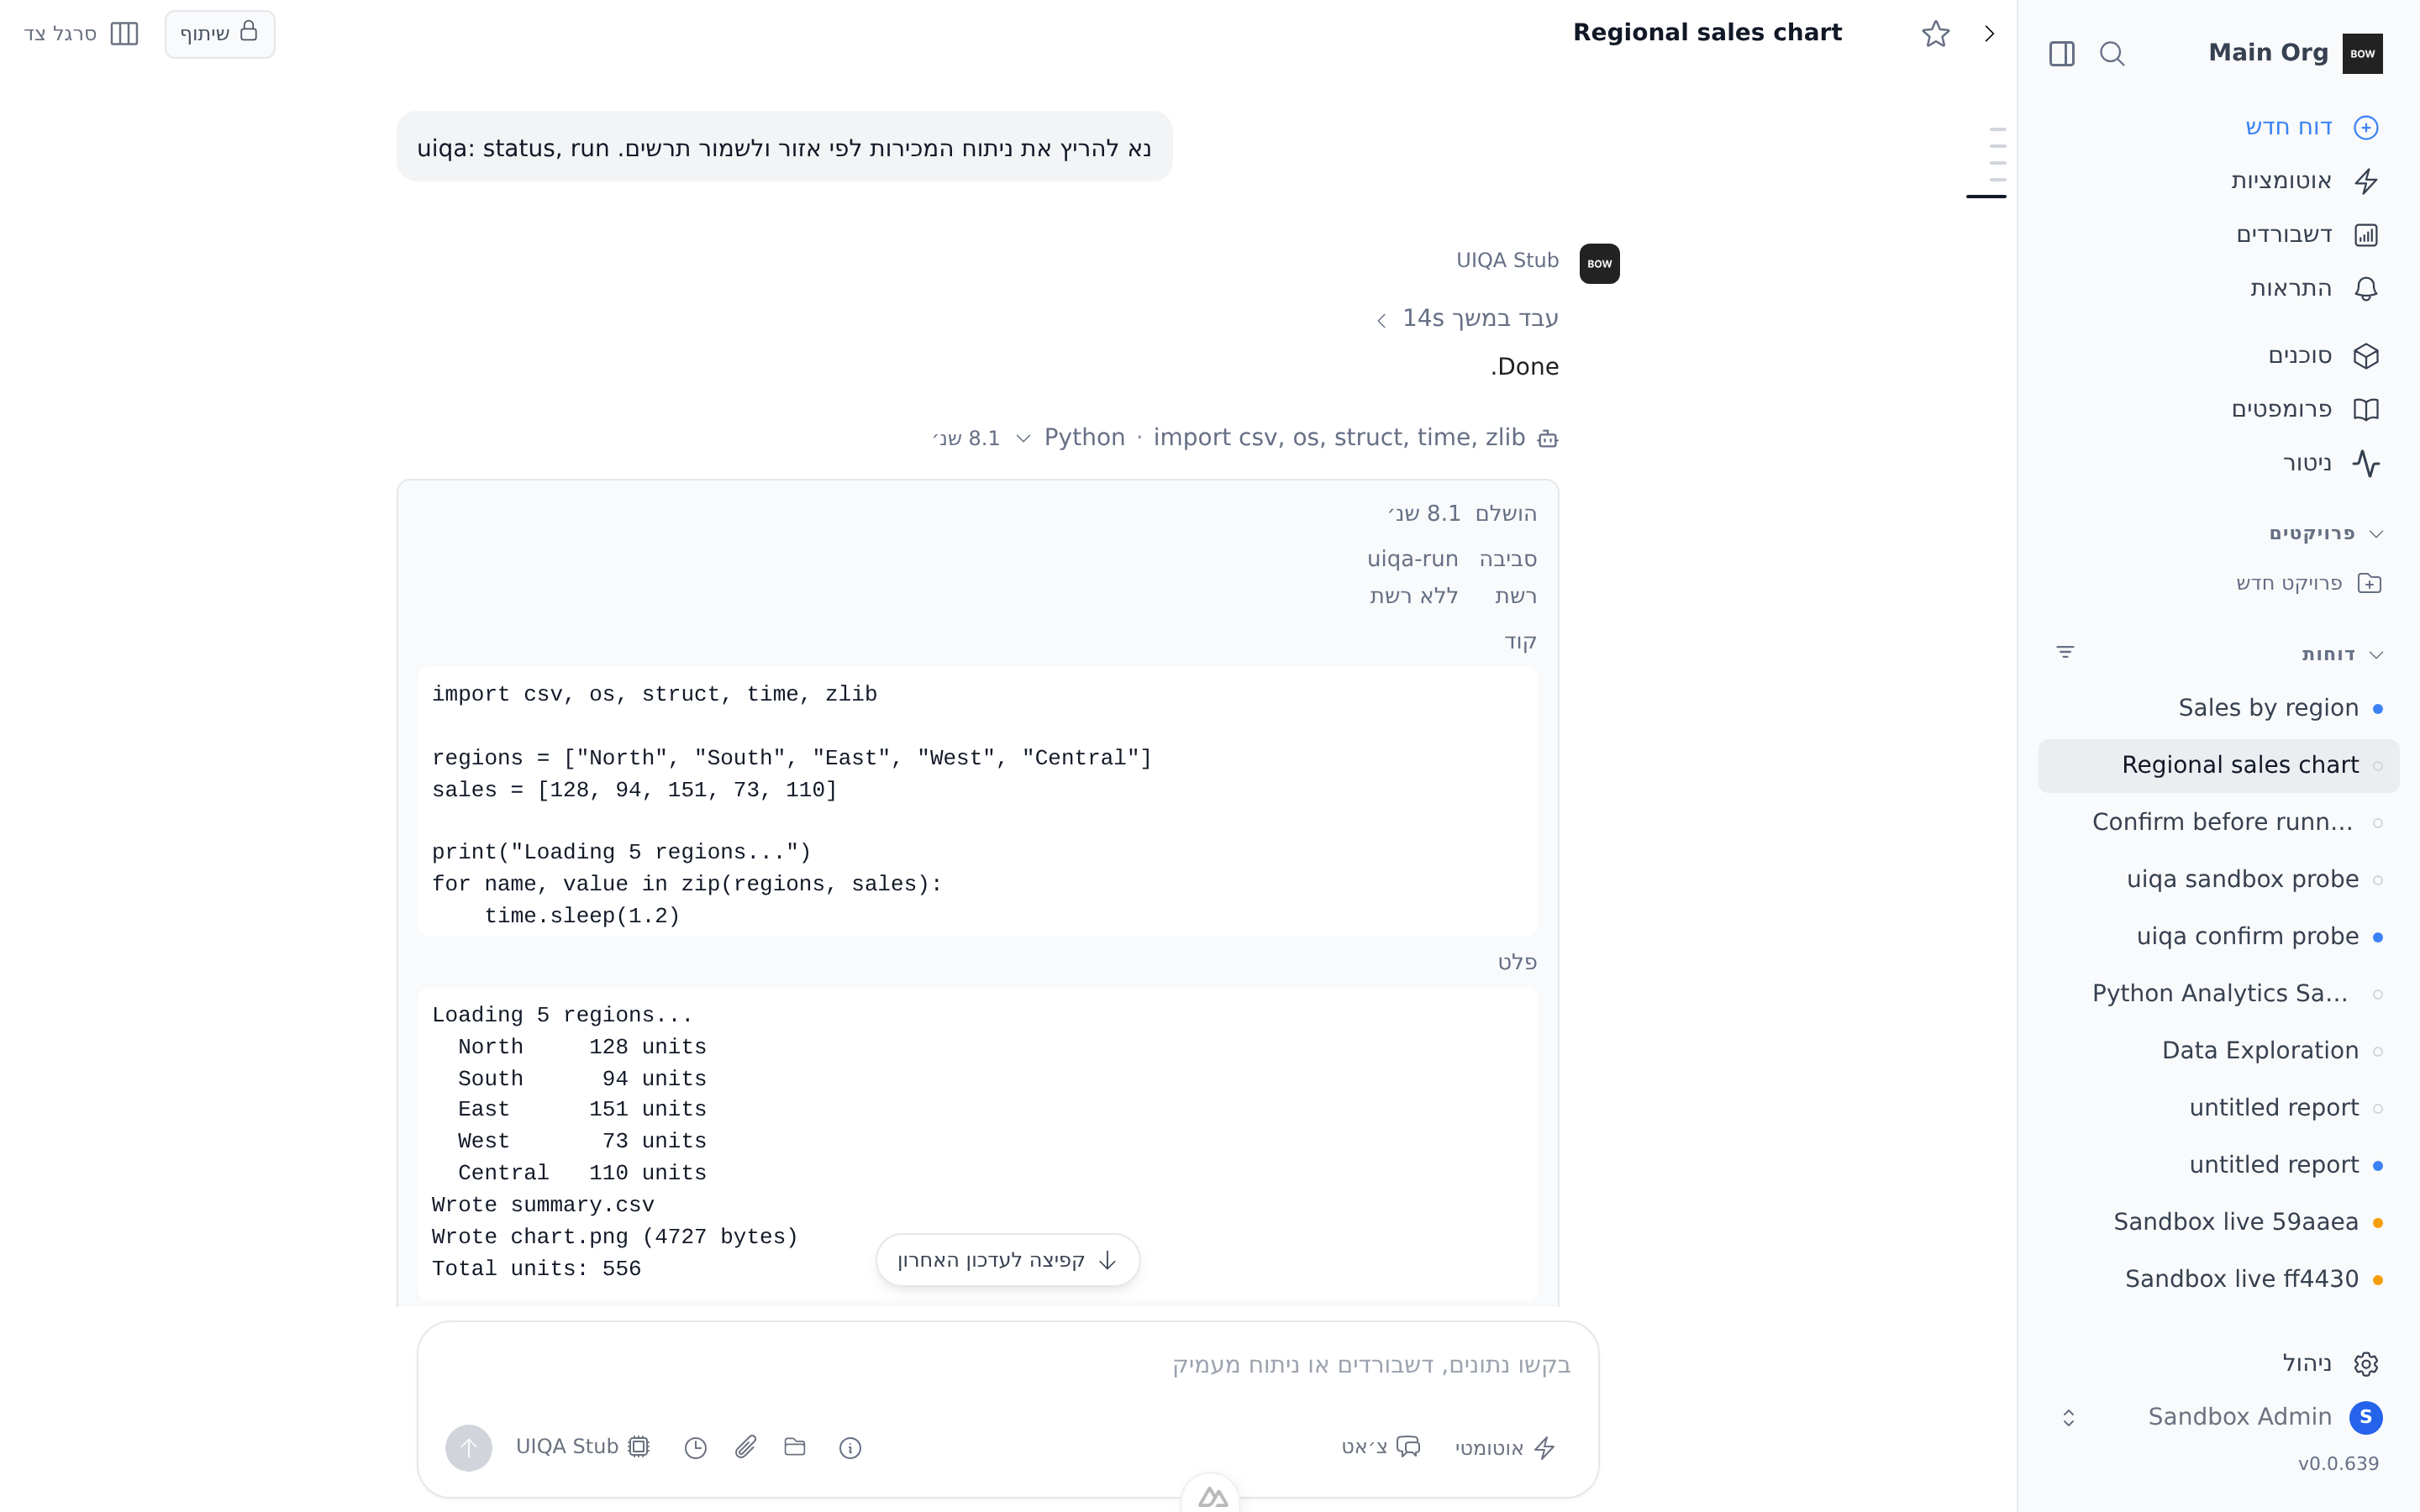 BOW Main Org
דוח חדש
אוטומציות
דשבורדים
התראות
סוכנים
פרומפטים
ניטור
פרויקטים
פרויקט חדש
דוחות
Sales by region
Regional sales chart
Confirm before runn...
uiqa sandbox probe
uiqa confirm probe
Python Analytics Sa...
Data Exploration
untitled report
untitled report
Sandbox live 59aaea
Sandbox live ff4430
ניהול
S Sandbox Admin
v0.0.639
Regional sales chart
שיתוף
סרגל צד
נא להריץ את ניתוח המכירות לפי אזור ולשמור תרשים. uiqa: status, run
BOW UIQA Stub
עבד במשך 14s
Done.
Python · import csv, os, struct, time, zlib 8.1 שנ׳
הושלם 8.1 שנ׳
סביבה uiqa-run
רשת ללא רשת
קוד
import csv, os, struct, time, zlib
regions = ["North", "South", "East", "West", "Central"]
sales = [128, 94, 151, 73, 110]
print("Loading 5 regions...")
for name, value in zip(regions, sales):
    time.sleep(1.2)
פלט
Loading 5 regions...
  North     128 units
  South      94 units
  East      151 units
  West       73 units
  Central   110 units
Wrote summary.csv
Wrote chart.png (4727 bytes)
Total units: 556
קפיצה לעדכון האחרון
בקשו נתונים, דשבורדים או ניתוח מעמיק
אוטומטי
צ׳אט
UIQA Stub